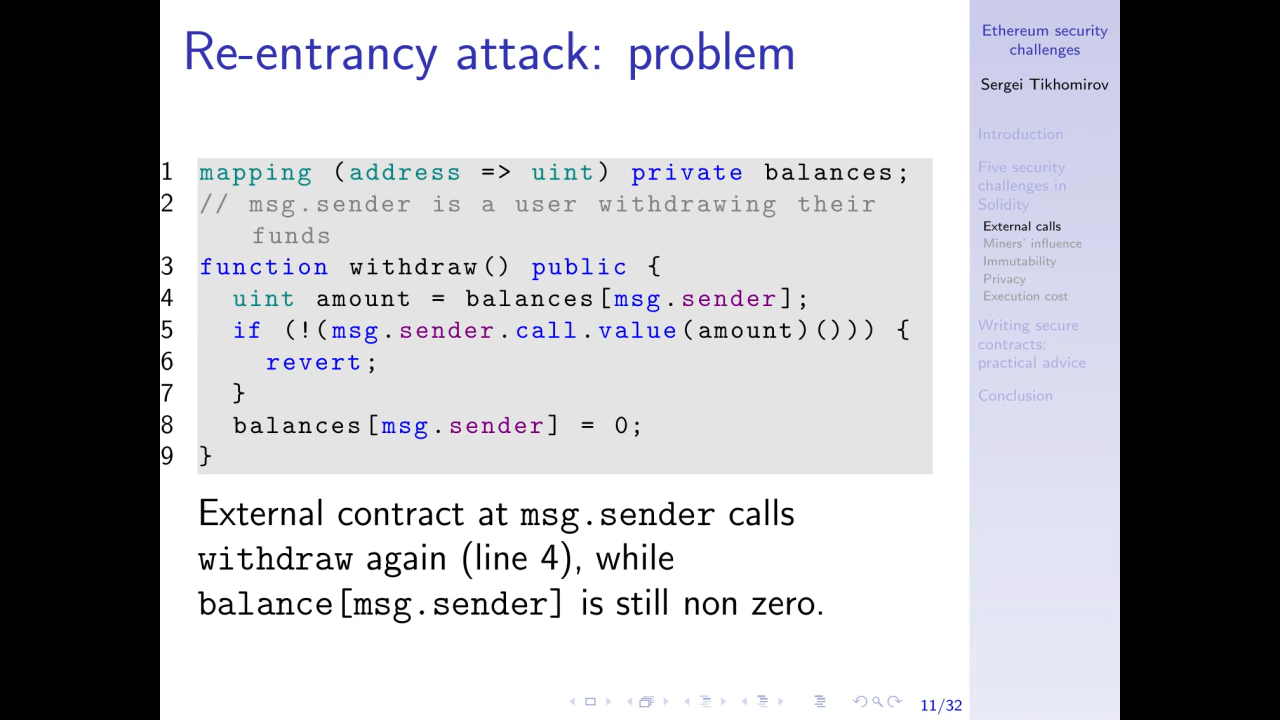 Re-entrancy attack: problem
1 mapping (address => uint) private balances;
2 // msg.sender is a user withdrawing their
funds
3 function withdraw() public {
4 uint amount = balances[msg.sender];
5 if (!(msg.sender.call.value(amount)())) {
6 revert;
7 }
8 balances[msg.sender] = 0;
9 }
External contract at msg.sender calls
withdraw again (line 4), while
balance[msg.sender] is still non zero.
Ethereum security
challenges
Sergei Tikhomirov
Introduction
Five security
challenges in
Solidity
External calls
Miners' influence
Immutability
Privacy
Execution cost
Writing secure
contracts:
practical advice
Conclusion
11/32